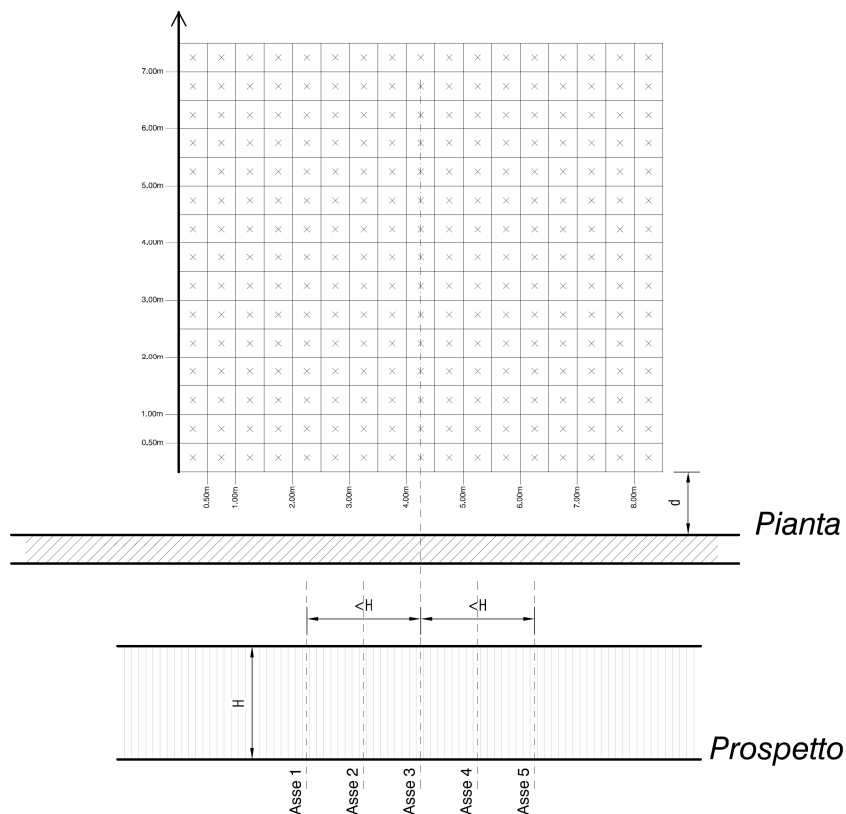 7.00m
6.00m
5.00m
4.00m
3.00m
2.00m
1.00m
0.50m
0.50m
1.00m
2.00m
3.00m
4.00m
5.00m
6.00m
7.00m
8.00m
d
Pianta
<H
<H
H
Prospetto
Asse 1
Asse 2
Asse 3
Asse 4
Asse 5